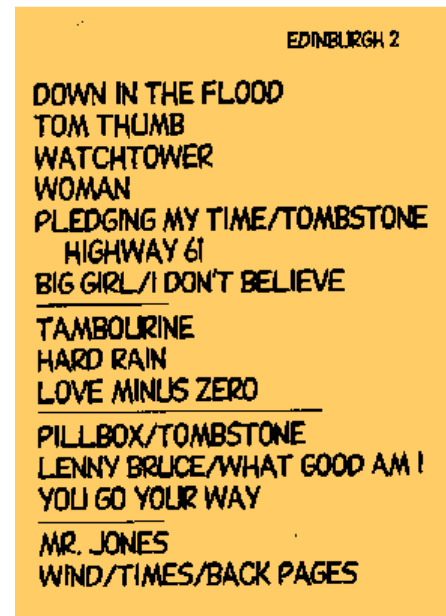 EDINBURGH 2
DOWN IN THE FLOOD
TOM THUMB
WATCHTOWER
WOMAN
PLEDGING MY TIME/TOMBSTONE
HIGHWAY 61
BIG GIRL/I DON'T BELIEVE
TAMBOURINE
HARD RAIN
LOVE MINUS ZERO
PILLBOX/TOMBSTONE
LENNY BRUCE/WHAT GOOD AM I
YOU GO YOUR WAY
MR. JONES
WIND/TIMES/BACK PAGES